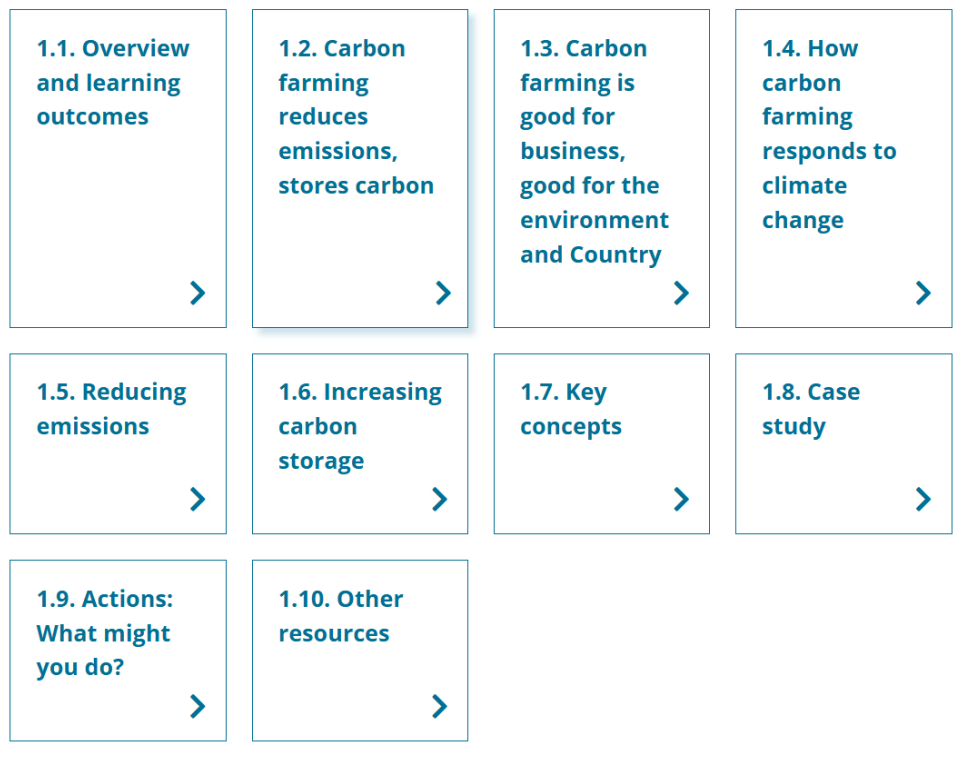 1.1. Overview
and learning
outcomes
1.2. Carbon
farming
reduces
emissions,
stores carbon
1.3. Carbon
farming is
good for
business,
good for the
environment
and Country
1.4. How
carbon
farming
responds to
climate
change
1.5. Reducing
emissions
1.6. Increasing
carbon
storage
1.7. Key
concepts
1.8. Case
study
1.9. Actions:
What might
you do?
1.10. Other
resources